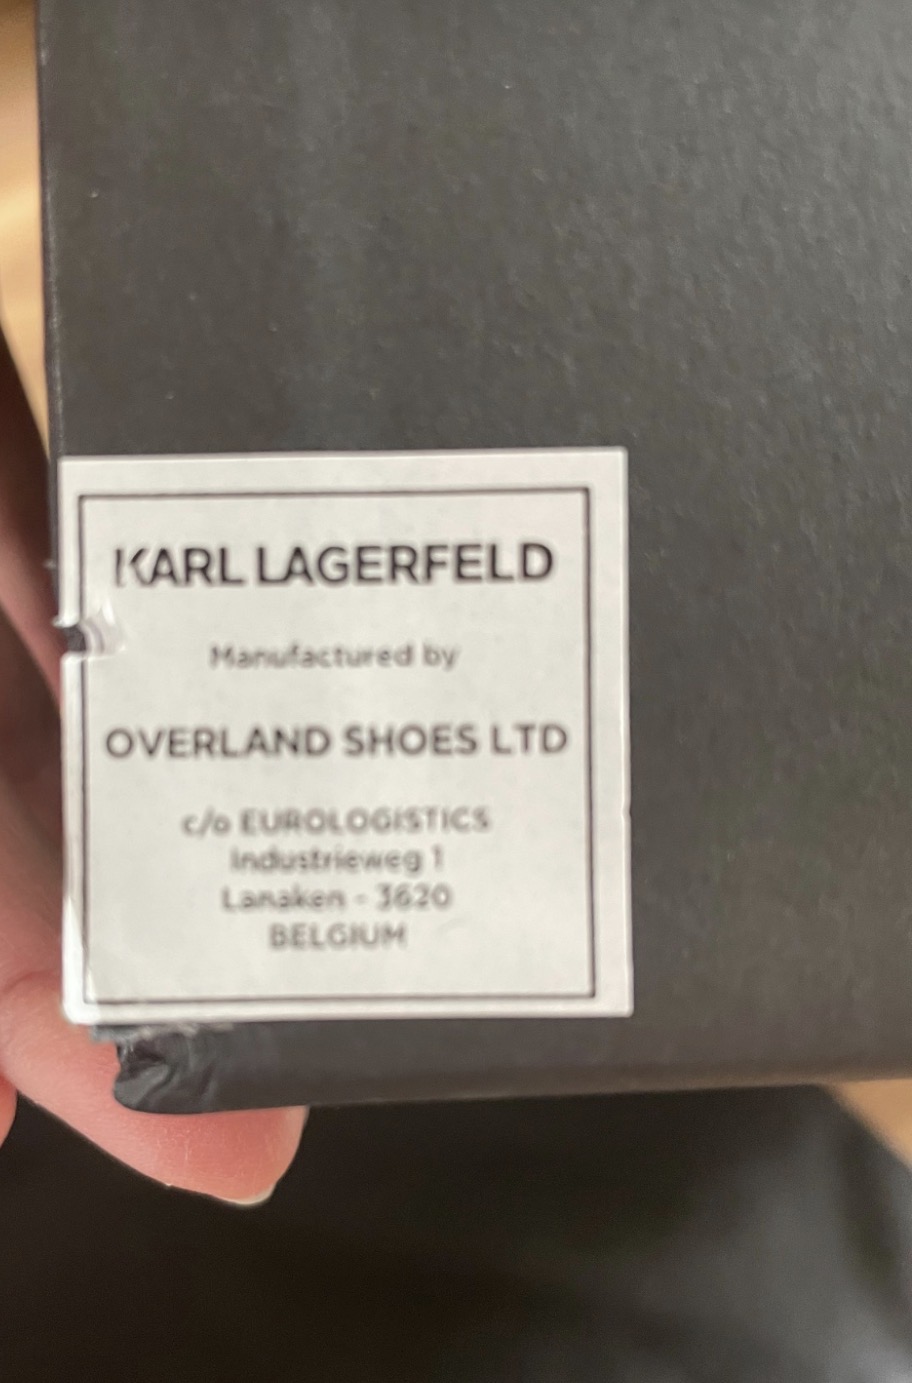 KARL LAGERFELD
Manufactured by
OVERLAND SHOES LTD
c/o EUROLOGISTICS
Industrieweg 1
Lanaken - 3620
BELGIUM